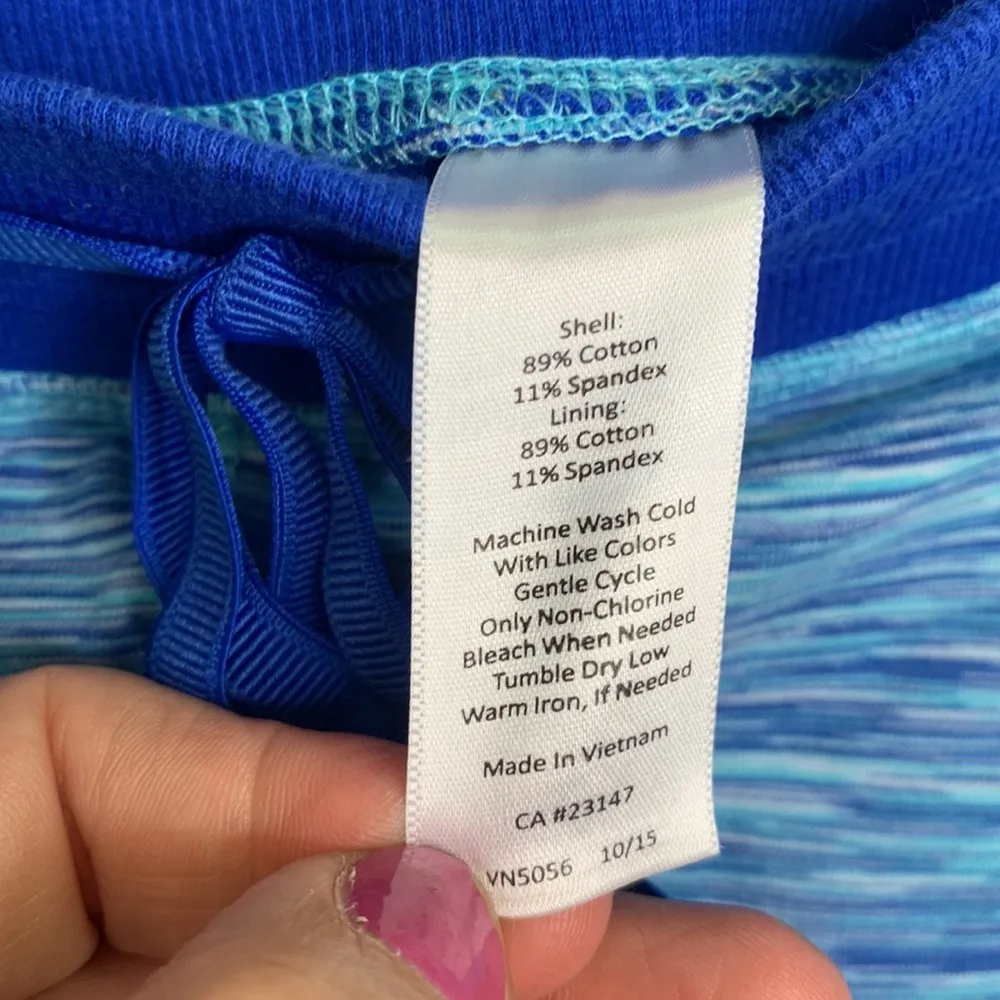 Shell:
89% Cotton
11% Spandex
Lining:
89% Cotton
11% Spandex
Machine Wash Cold
With Like Colors
Gentle Cycle
Only Non-Chlorine
Bleach When Needed
Tumble Dry Low
Warm Iron, If Needed
Made In Vietnam
CA #23147
VN5056 10/15